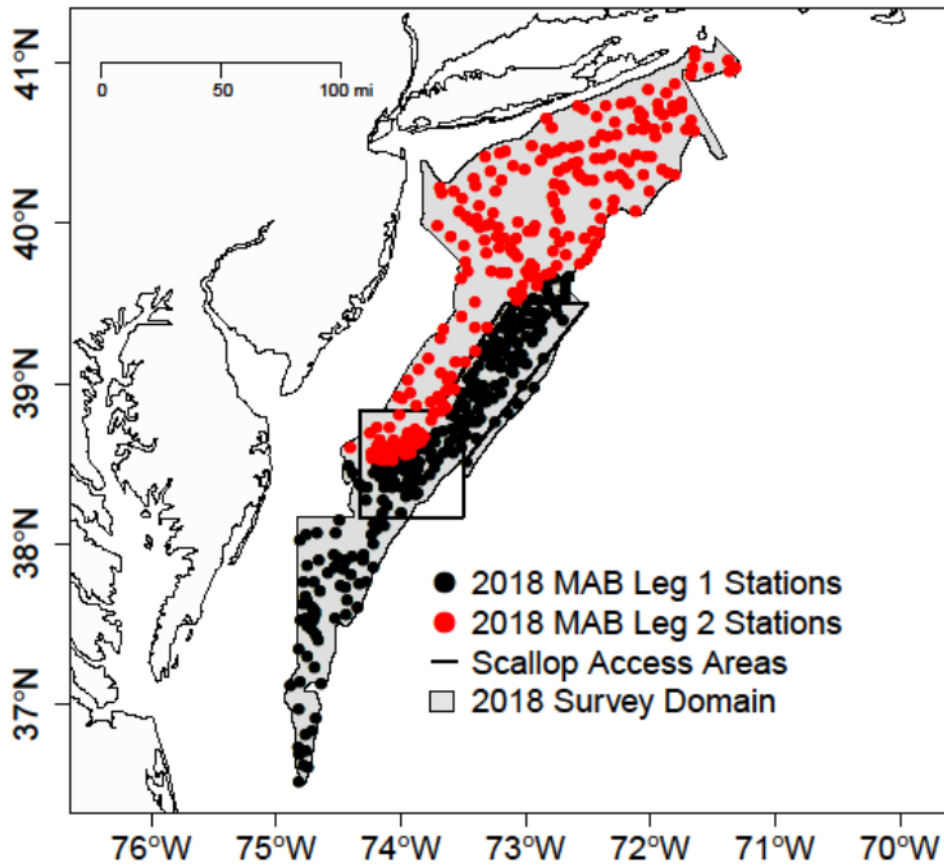 41°N
40°N
39°N
38°N
37°N
0 50 100 mi
2018 MAB Leg 1 Stations
2018 MAB Leg 2 Stations
Scallop Access Areas
2018 Survey Domain
76°W 75°W 74°W 73°W 72°W 71°W 70°W